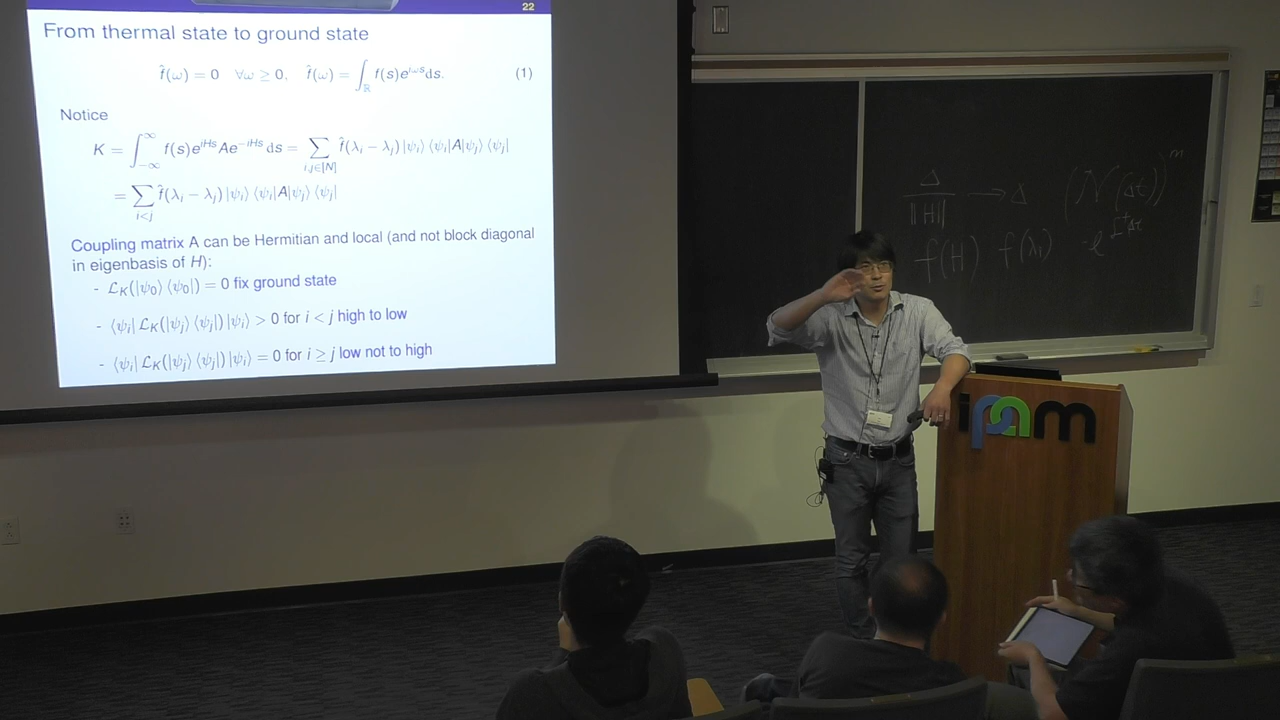 22
From thermal state to ground state
f̂(ω) = 0 ∀ω ≥ 0, f̂(ω) = ∫_ℝ f(s)e^{iωs}ds. (1)
Notice
K = ∫_{-∞}^{∞} f(s)e^{iHs}Ae^{-iHs} ds = ∑_{i,j∈[N]} f̂(λ_i − λ_j) |ψ_i⟩ ⟨ψ_i|A|ψ_j⟩ ⟨ψ_j|
= ∑_{i<j} f̂(λ_i − λ_j) |ψ_i⟩ ⟨ψ_i|A|ψ_j⟩ ⟨ψ_j|
Coupling matrix A can be Hermitian and local (and not block diagonal
in eigenbasis of H):
- ℒ_K(|ψ_0⟩ ⟨ψ_0|) = 0 fix ground state
- ⟨ψ_i| ℒ_K(|ψ_j⟩ ⟨ψ_j|) |ψ_i⟩ > 0 for i < j high to low
- ⟨ψ_i| ℒ_K(|ψ_j⟩ ⟨ψ_j|) |ψ_i⟩ = 0 for i ≥ j low not to high
Δ/‖H‖ → Δ (N(Δt))^m
f(H) f(λ_i)
ipam